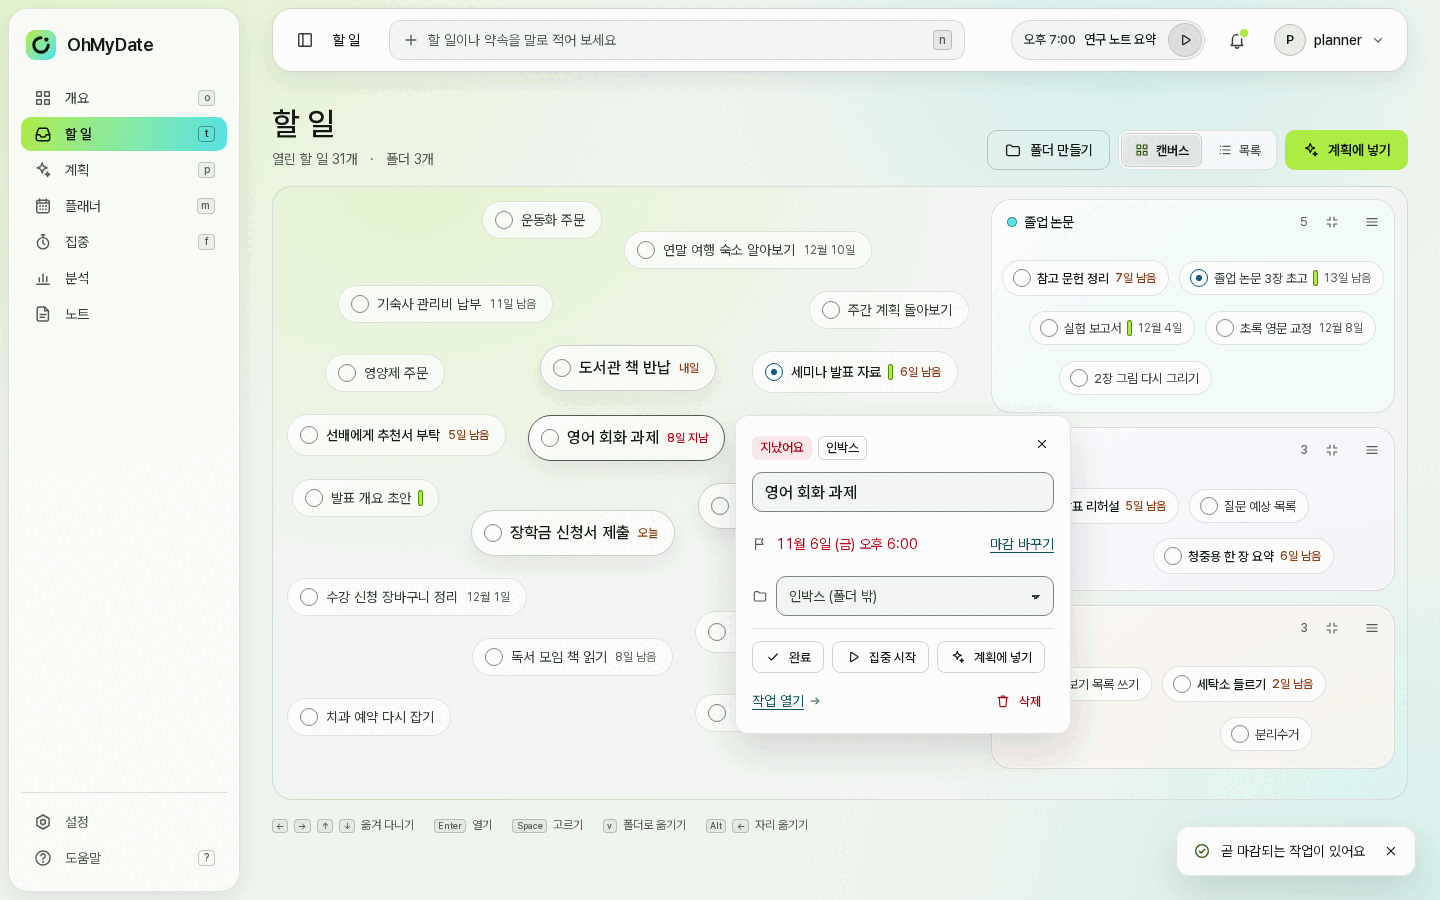 OhMyDate
개요 o
할 일 t
계획 p
플래너 m
집중 f
분석
노트
설정
도움말 ?
할 일
할 일이나 약속을 말로 적어 보세요 n
오후 7:00 연구 노트 요약
P planner
할 일
열린 할 일 31개 · 폴더 3개
폴더 만들기
캔버스
목록
계획에 넣기
운동화 주문
연말 여행 숙소 알아보기 12월 10일
기숙사 관리비 납부 11일 남음
주간 계획 돌아보기
영양제 주문
도서관 책 반납 내일
세미나 발표 자료 6일 남음
선배에게 추천서 부탁 5일 남음
영어 회화 과제 8일 지남
발표 개요 초안
장학금 신청서 제출 오늘
수강 신청 장바구니 정리 12월 1일
독서 모임 책 읽기 8일 남음
치과 예약 다시 잡기
졸업 논문 5
참고 문헌 정리 7일 남음
졸업 논문 3장 초고 13일 남음
실험 보고서 12월 4일
초록 영문 교정 12월 8일
2장 그림 다시 그리기
3
표 리허설 5일 남음
질문 예상 목록
청중용 한 장 요약 6일 남음
3
보기 목록 쓰기
세탁소 들르기 2일 남음
분리수거
지났어요 인박스
영어 회화 과제
11월 6일 (금) 오후 6:00 마감 바꾸기
인박스 (폴더 밖)
완료
집중 시작
계획에 넣기
작업 열기
삭제
← → ↑ ↓ 옮겨 다니기 Enter 열기 Space 고르기 v 폴더로 옮기기 Alt ← 자리 옮기기
곧 마감되는 작업이 있어요